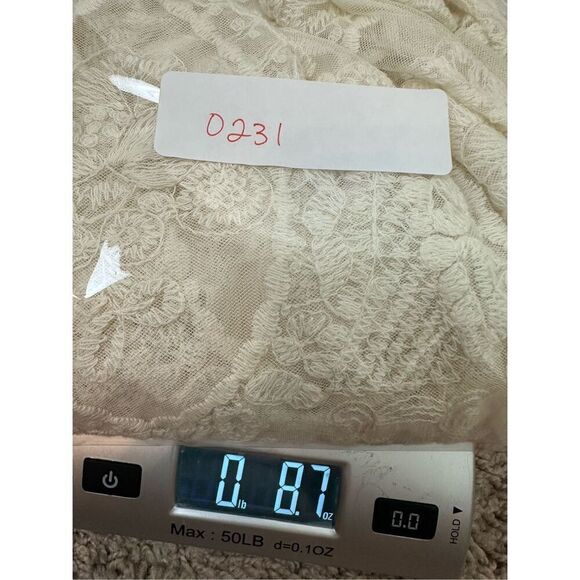 0231
0 lb 8.7 oz
0.0
HOLD ▼
Max : 50LB d=0.1OZ